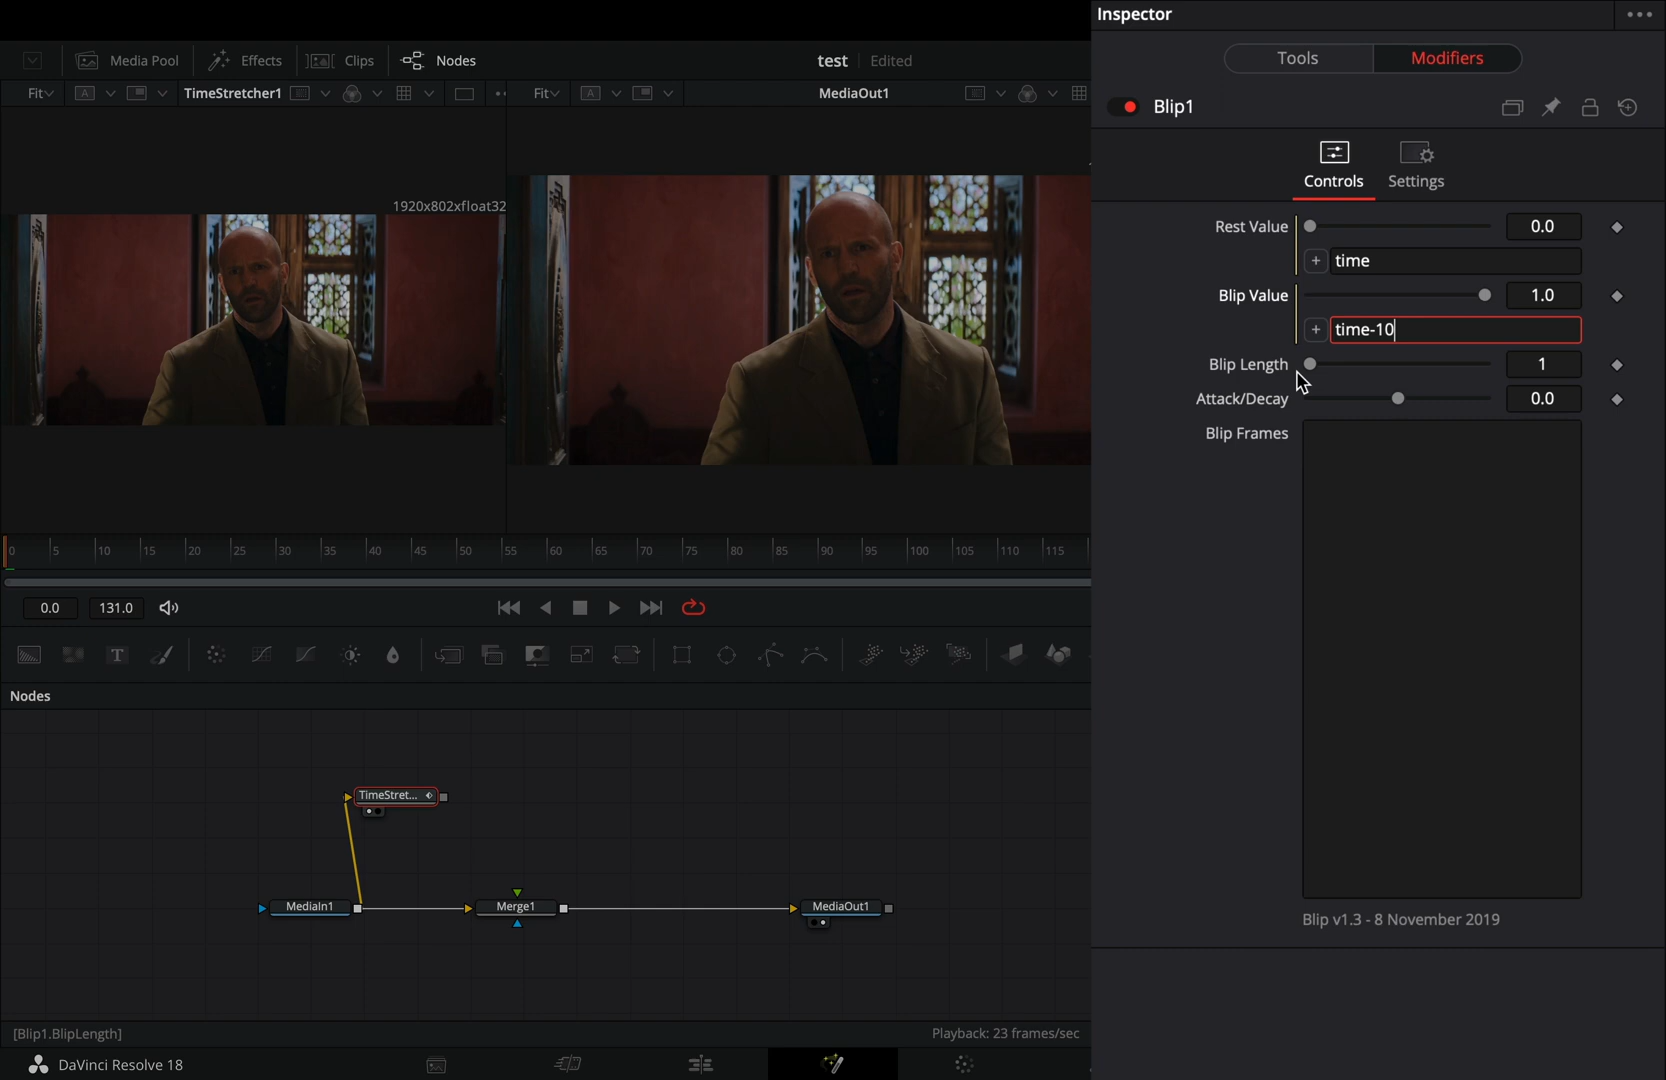 Inspector
Media Pool
Effects
Clips
Nodes
test
Edited
Tools
Modifiers
Fit
A
TimeStretcher1
Fit
A
MediaOut1
Blip1
Controls
Settings
1920x802xfloat32
Rest Value
0.0
+
time
Blip Value
1.0
+
time-10
Blip Length
1
Attack/Decay
0.0
Blip Frames
0 5 10 15 20 25 30 35 40 45 50 55 60 65 70 75 80 85 90 95 100 105 110 115
0.0
131.0
T
Nodes
TimeStret...
MediaIn1
Merge1
MediaOut1
Blip v1.3 - 8 November 2019
[Blip1.BlipLength]
Playback: 23 frames/sec
DaVinci Resolve 18